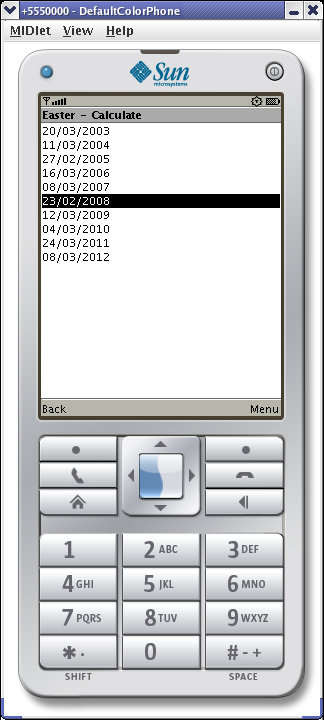 +5550000 - DefaultColorPhone
MIDlet View Help
Sun
microsystems
Easter - Calculate
20/03/2003
11/03/2004
27/02/2005
16/03/2006
08/03/2007
23/02/2008
12/03/2009
04/03/2010
24/03/2011
08/03/2012
Back Menu
1 2 ABC 3 DEF
4 GHI 5 JKL 6 MNO
7 PQRS 8 TUV 9 WXYZ
* . 0 # - +
SHIFT SPACE